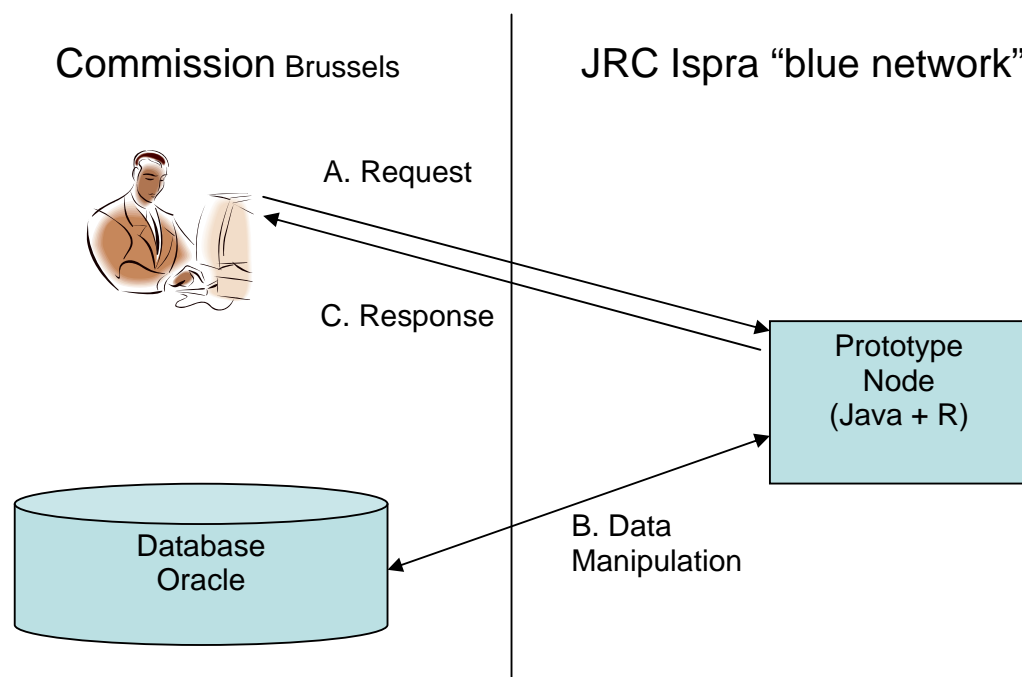 Commission Brussels
JRC Ispra “blue network”
A. Request
C. Response
Prototype
Node
(Java + R)
B. Data
Manipulation
Database
Oracle